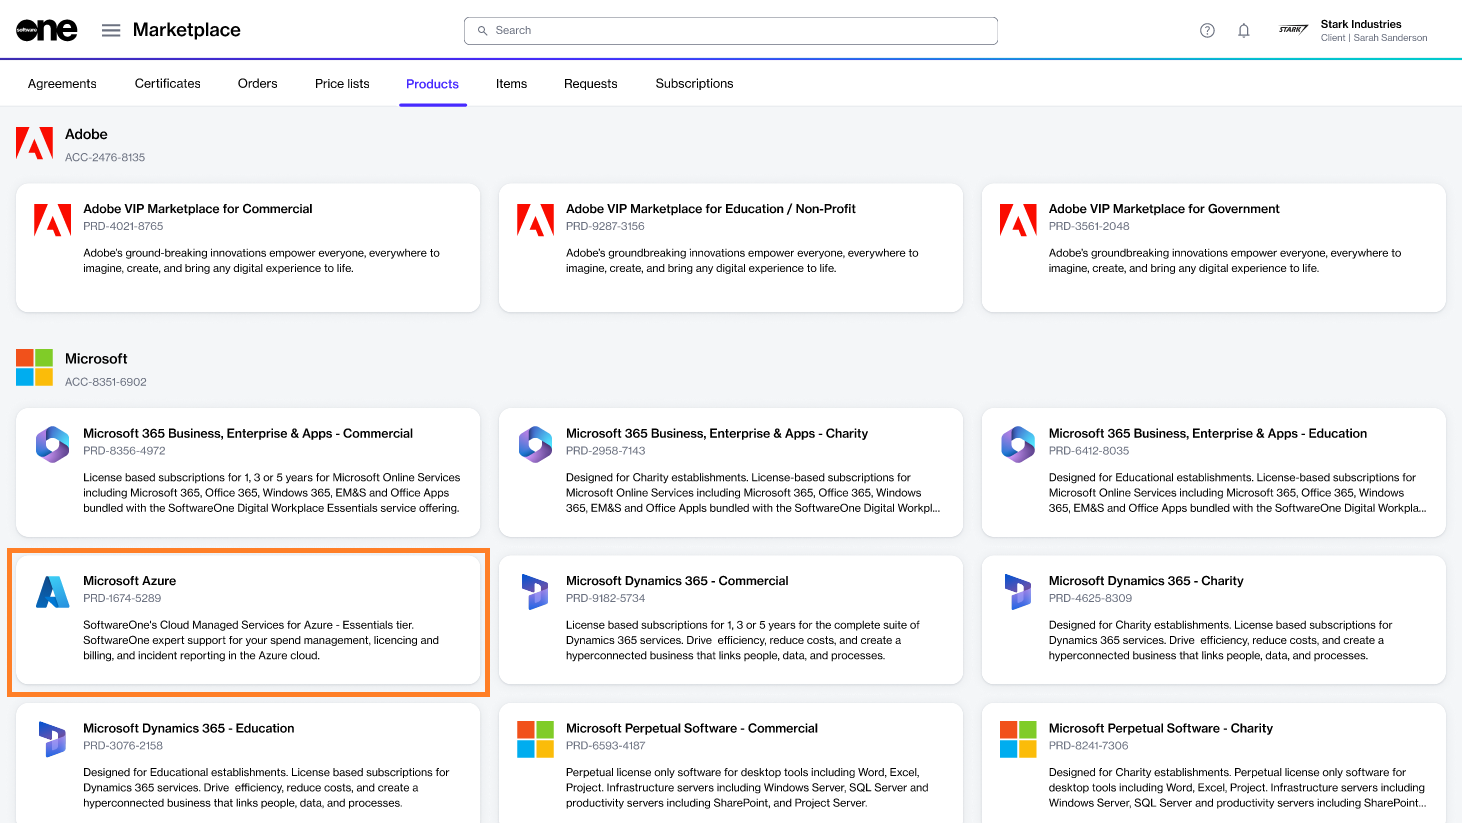 software one
Marketplace
Search
STARK
Stark Industries
Client | Sarah Sanderson
Agreements
Certificates
Orders
Price lists
Products
Items
Requests
Subscriptions
Adobe
ACC-2476-8135
Adobe VIP Marketplace for Commercial
PRD-4021-8765
Adobe's ground-breaking innovations empower everyone, everywhere to
imagine, create, and bring any digital experience to life.
Adobe VIP Marketplace for Education / Non-Profit
PRD-9287-3156
Adobe's groundbreaking innovations empower everyone, everywhere to
imagine, create, and bring any digital experience to life.
Adobe VIP Marketplace for Government
PRD-3561-2048
Adobe's groundbreaking innovations empower everyone, everywhere to
imagine, create, and bring any digital experience to life.
Microsoft
ACC-8351-6902
Microsoft 365 Business, Enterprise & Apps - Commercial
PRD-8356-4972
License based subscriptions for 1, 3 or 5 years for Microsoft Online Services
including Microsoft 365, Office 365, Windows 365, EM&S and Office Apps
bundled with the SoftwareOne Digital Workplace Essentials service offering.
Microsoft 365 Business, Enterprise & Apps - Charity
PRD-2958-7143
Designed for Charity establishments. License-based subscriptions for
Microsoft Online Services including Microsoft 365, Office 365, Windows
365, EM&S and Office Appls bundled with the SoftwareOne Digital Workpl...
Microsoft 365 Business, Enterprise & Apps - Education
PRD-6412-8035
Designed for Educational establishments. License-based subscriptions for
Microsoft Online Services including Microsoft 365, Office 365, Windows
365, EM&S and Office Apps bundled with the SoftwareOne Digital Workpla...
Microsoft Azure
PRD-1674-5289
SoftwareOne's Cloud Managed Services for Azure - Essentials tier.
SoftwareOne expert support for your spend management, licencing and
billing, and incident reporting in the Azure cloud.
Microsoft Dynamics 365 - Commercial
PRD-9182-5734
License based subscriptions for 1, 3 or 5 years for the complete suite of
Dynamics 365 services. Drive  efficiency, reduce costs, and create a
hyperconnected business that links people, data, and processes.
Microsoft Dynamics 365 - Charity
PRD-4625-8309
Designed for Charity establishments. License based subscriptions for
Dynamics 365 services. Drive  efficiency, reduce costs, and create a
hyperconnected business that links people, data, and processes.
Microsoft Dynamics 365 - Education
PRD-3076-2158
Designed for Educational establishments. License based subscriptions for
Dynamics 365 services. Drive  efficiency, reduce costs, and create a
hyperconnected business that links people, data, and processes.
Microsoft Perpetual Software - Commercial
PRD-6593-4187
Perpetual license only software for desktop tools including Word, Excel,
Project. Infrastructure servers including Windows Server, SQL Server and
productivity servers including SharePoint, and Project Server.
Microsoft Perpetual Software - Charity
PRD-8241-7306
Designed for Charity establishments. Perpetual license only software for
desktop tools including Word, Excel, Project. Infrastructure servers including
Windows Server, SQL Server and productivity servers including SharePoint...